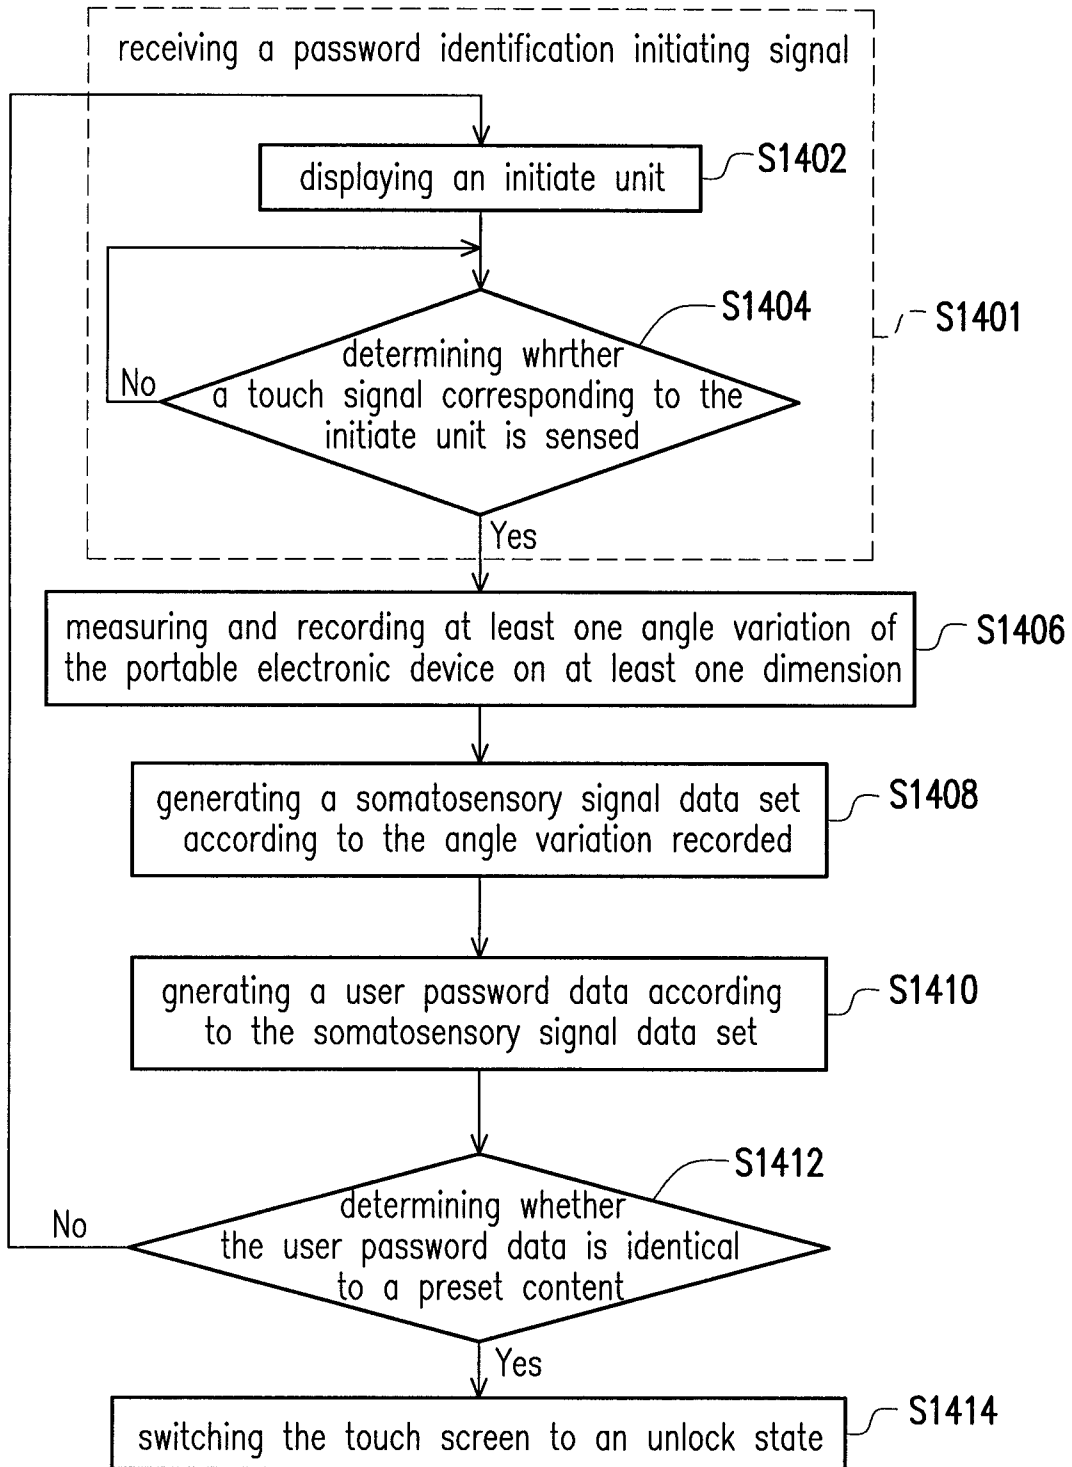 receiving a password identification initiating signal
displaying an initiate unit
S1402
S1404
S1401
determining whrther
a touch signal corresponding to the
initiate unit is sensed
No
Yes
measuring and recording at least one angle variation of
the portable electronic device on at least one dimension
S1406
generating a somatosensory signal data set
according to the angle variation recorded
S1408
gnerating a user password data according
to the somatosensory signal data set
S1410
S1412
determining whether
the user password data is identical
to a preset content
No
Yes
switching the touch screen to an unlock state
S1414